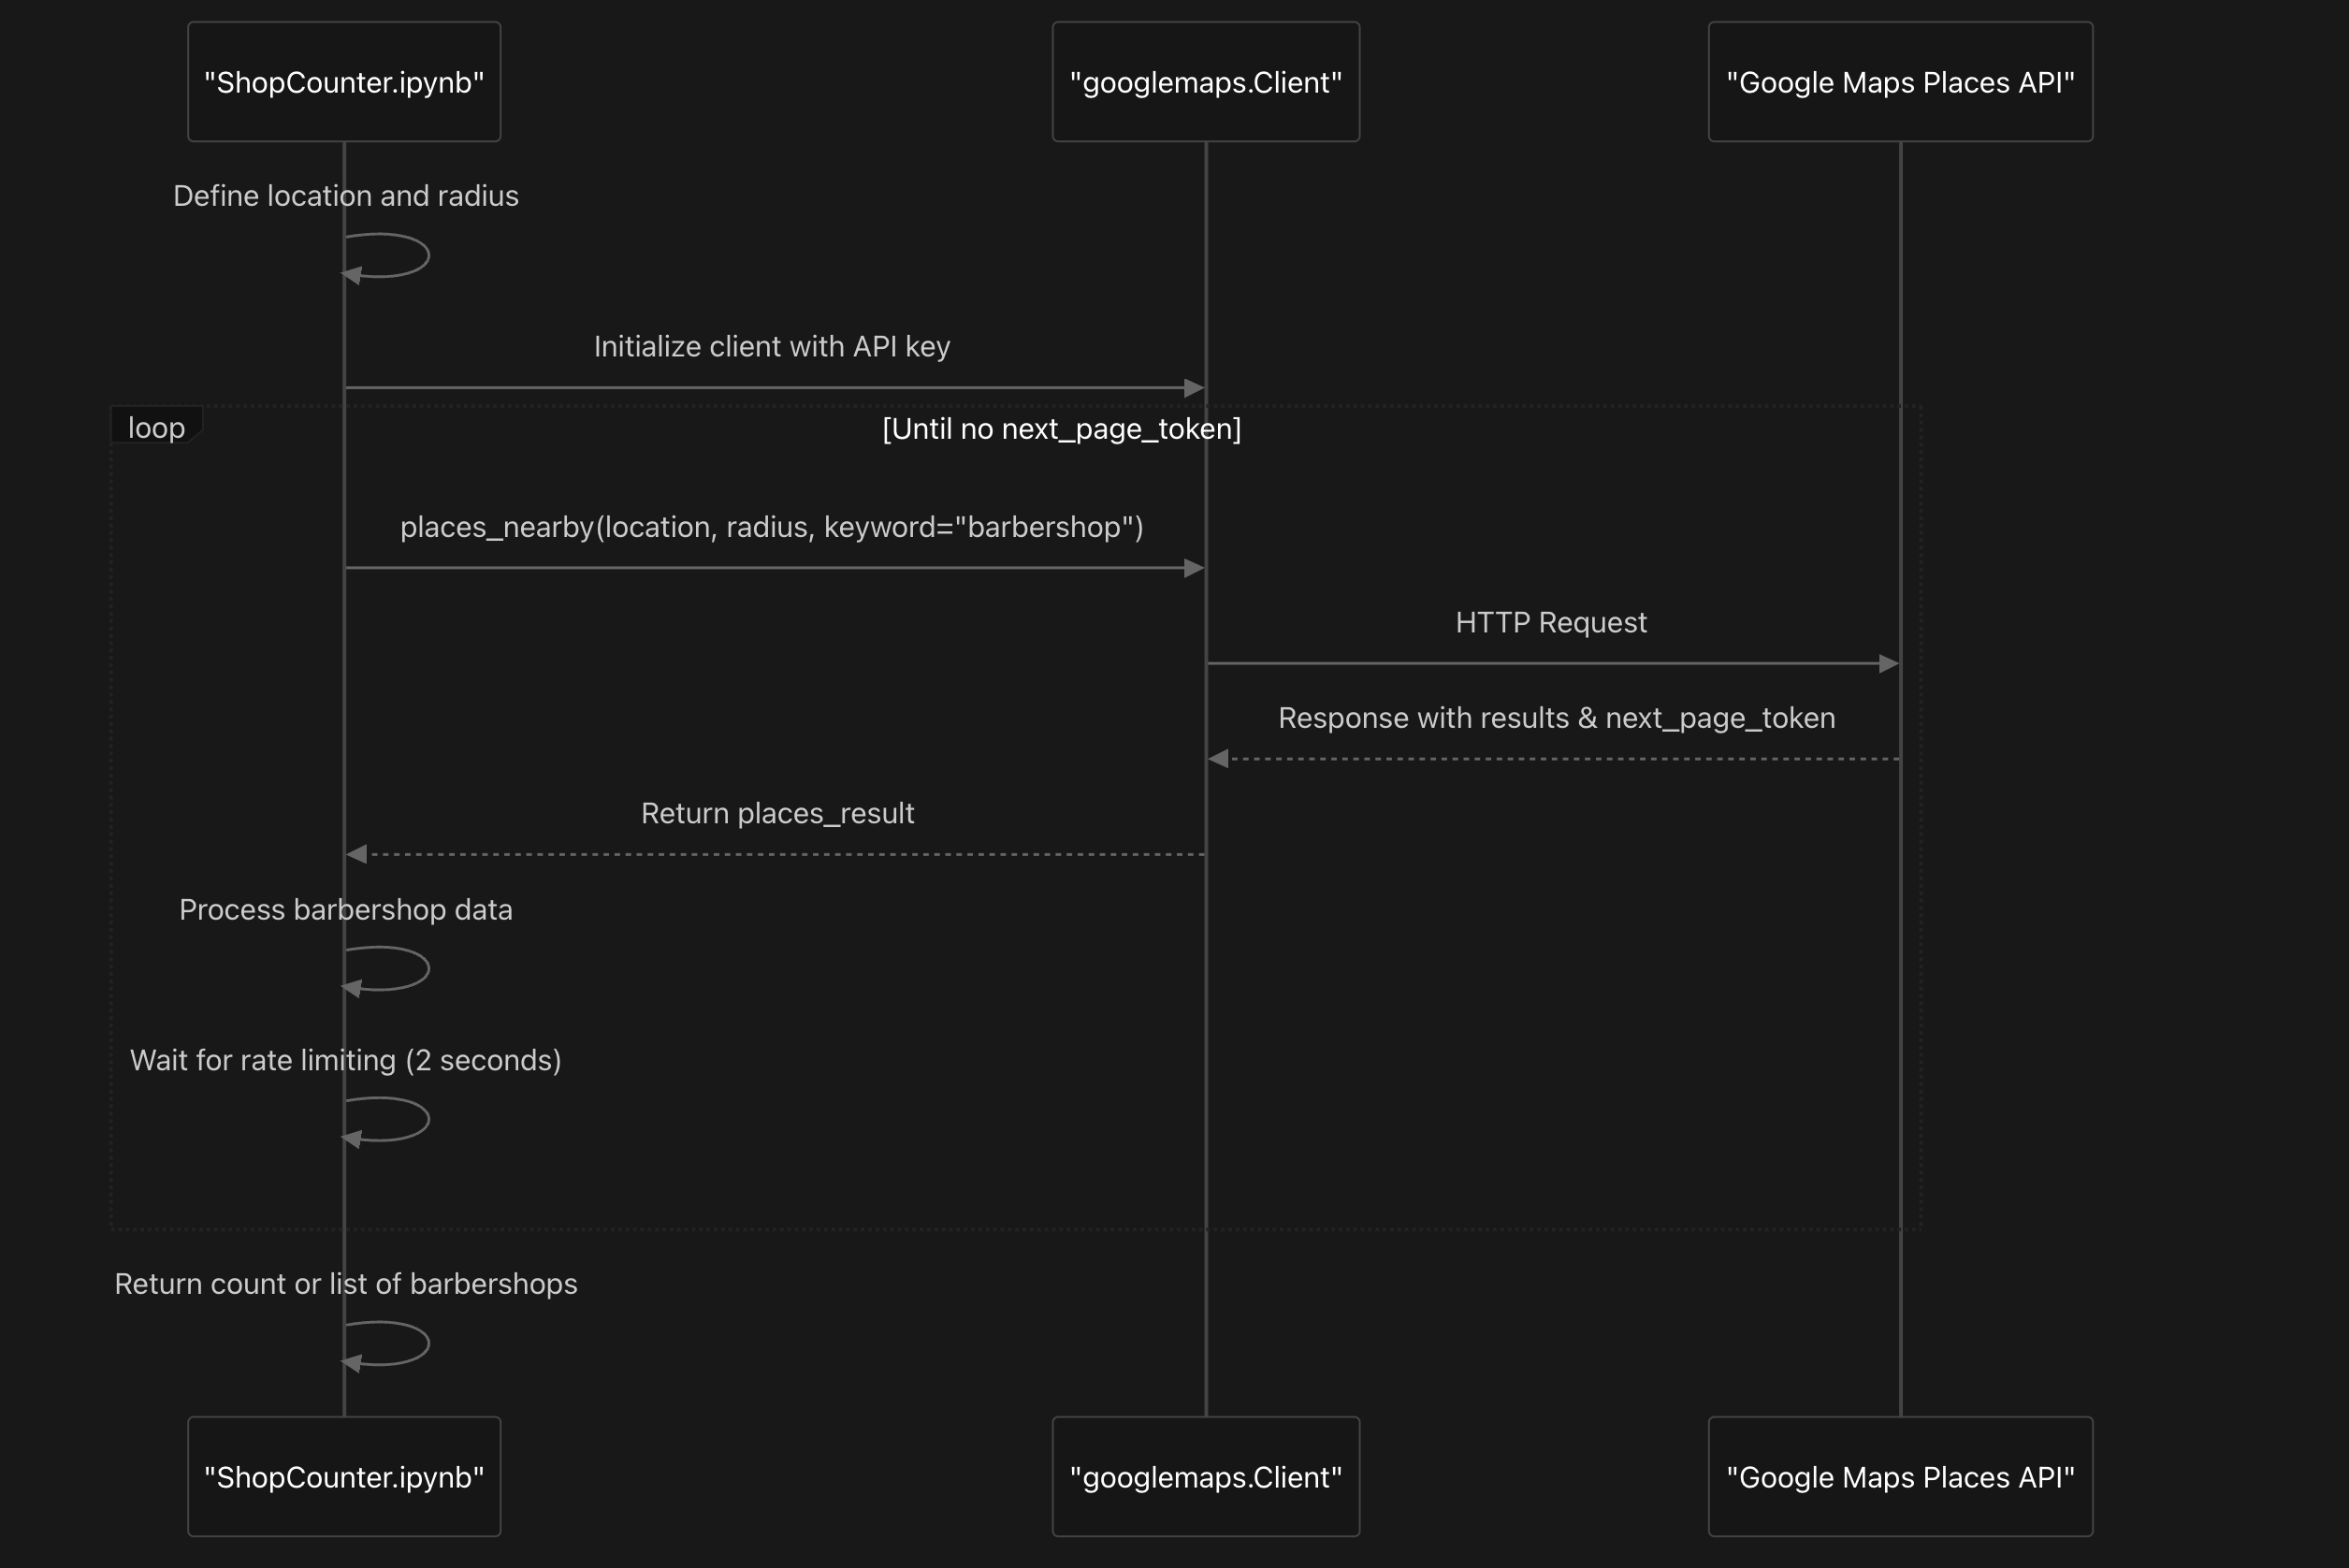 "ShopCounter.ipynb"
"googlemaps.Client"
"Google Maps Places API"
Define location and radius
Initialize client with API key
loop
[Until no next_page_token]
places_nearby(location, radius, keyword="barbershop")
HTTP Request
Response with results & next_page_token
Return places_result
Process barbershop data
Wait for rate limiting (2 seconds)
Return count or list of barbershops
"ShopCounter.ipynb"
"googlemaps.Client"
"Google Maps Places API"